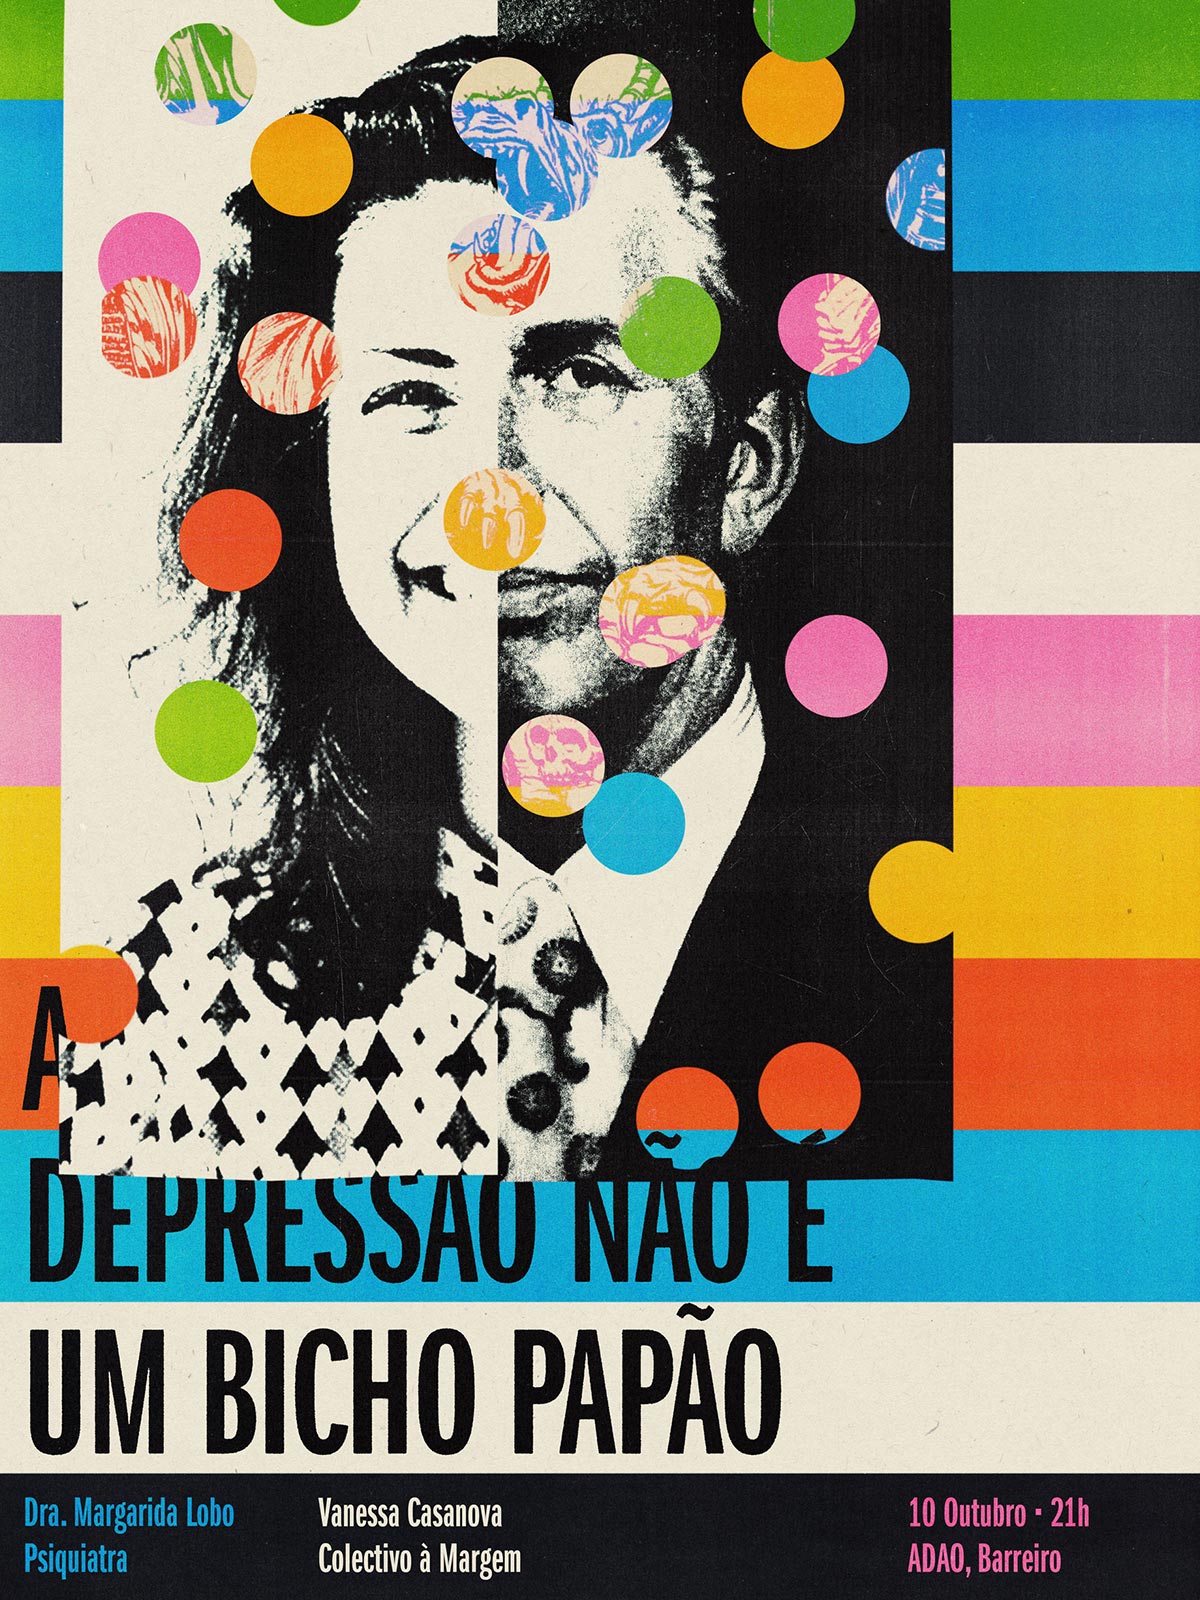 A
DEPRESSÃO NÃO É
UM BICHO PAPÃO
Dra. Margarida Lobo
Psiquiatra
Vanessa Casanova
Colectivo à Margem
10 Outubro · 21h
ADAO, Barreiro